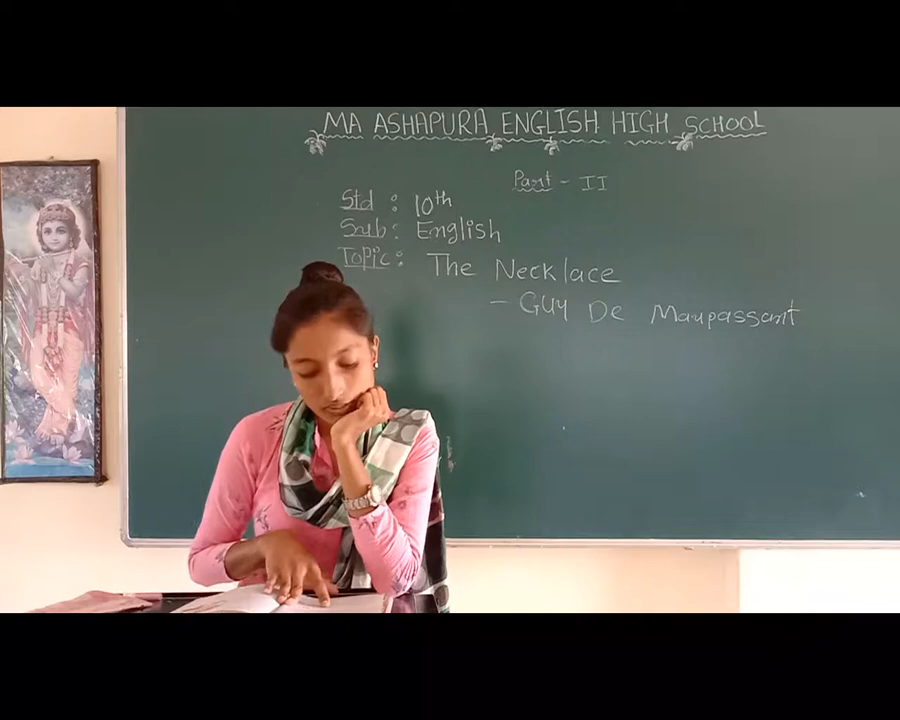 MA ASHAPURA ENGLISH HIGH SCHOOL
Part - II
Std : 10th
Sub : English
Topic : The Necklace
- Guy De Maupassant